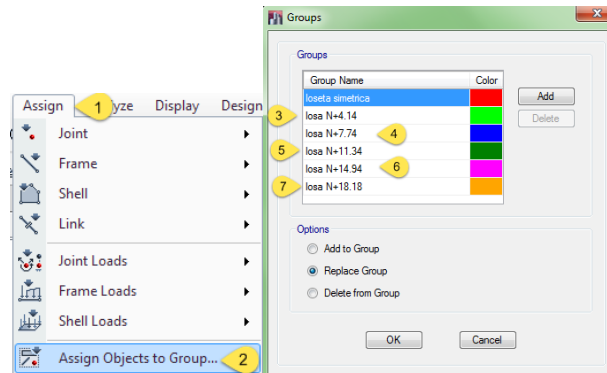 Assign
1
yze
Display
Design
Joint
Frame
Shell
Link
Joint Loads
Frame Loads
Shell Loads
Assign Objects to Group...
2
Groups
Groups
Group Name
Color
loseta simetrica
3
losa N+4.14
losa N+7.74
4
5
losa N+11.34
losa N+14.94
6
7
losa N+18.18
Add
Delete
Options
Add to Group
Replace Group
Delete from Group
OK
Cancel